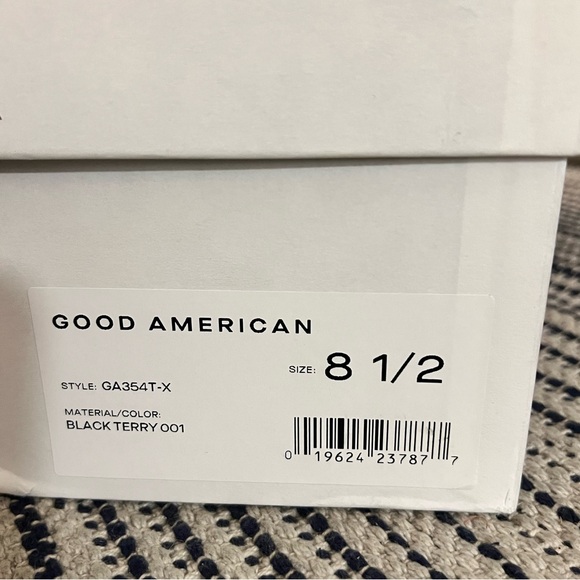 GOOD AMERICAN
SIZE: 8 1/2
STYLE: GA354T-X
MATERIAL/COLOR:
BLACK TERRY 001
0 19624 23787 7